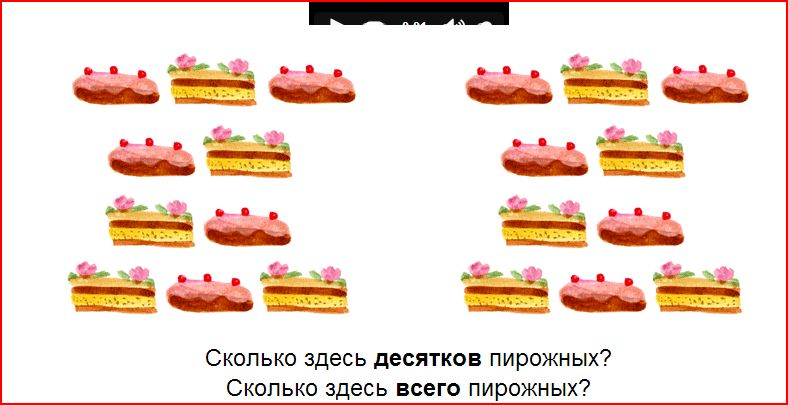 Сколько здесь десятков пирожных?
Сколько здесь всего пирожных?